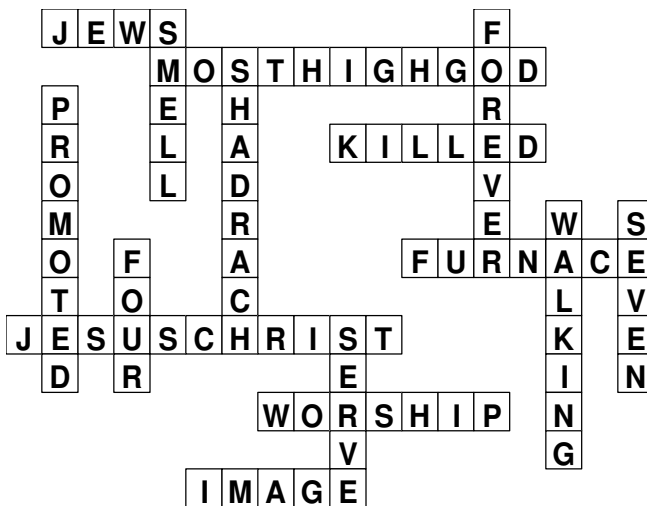 JEWS
SMELL
FOREVER
MOSTHIGHGOD
SHADRACH
PROMOTED
KILLED
WALKING
SEVEN
FOUR
FURNACE
JESUSCHRIST
SERVE
WORSHIP
IMAGE